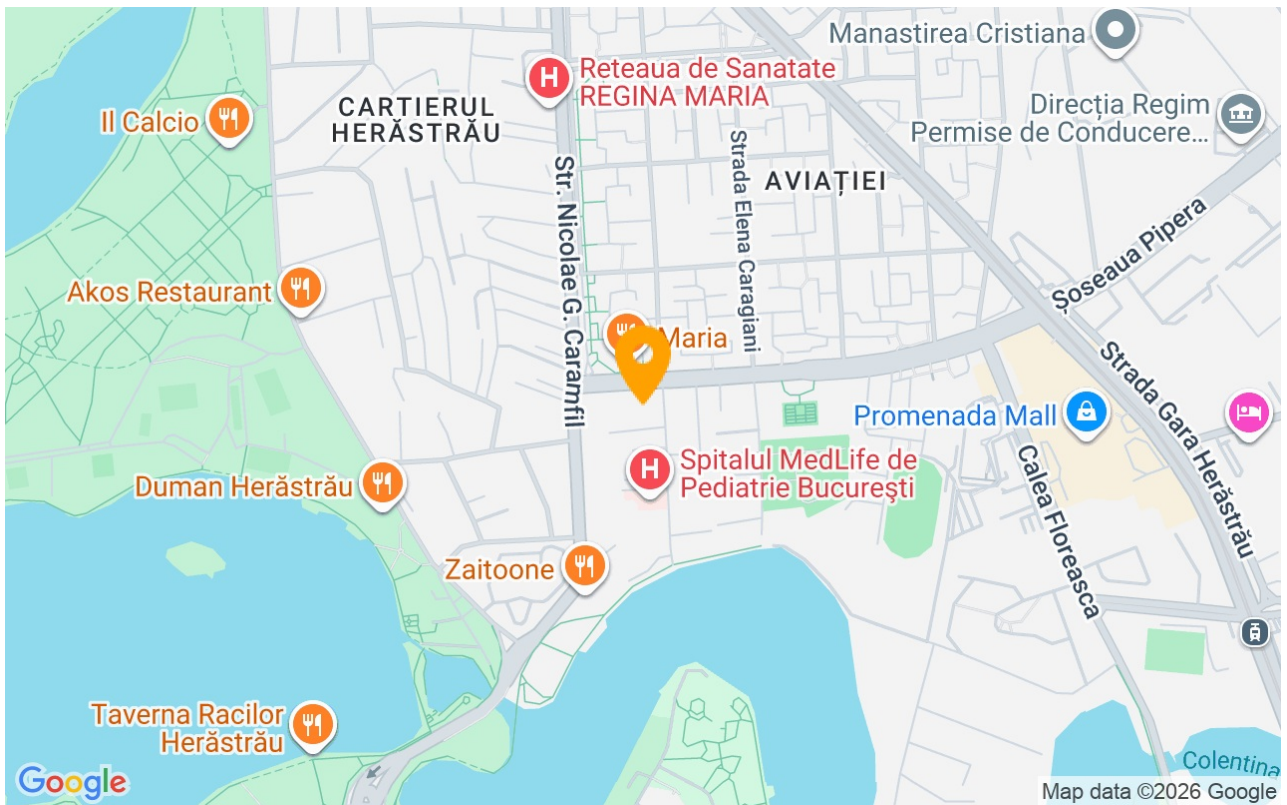 Manastirea Cristiana
Reteaua de Sanatate
REGINA MARIA
CARTIERUL
HERĂSTRĂU
Il Calcio
Direcția Regim
Permise de Conducere...
Strada Elena Caragiani
AVIAȚIEI
Str. Nicolae G. Caramfil
Șoseaua Pipera
Akos Restaurant
Maria
Strada Gara Herăstrău
Promenada Mall
Spitalul MedLife de
Pediatrie București
Duman Herăstrău
Calea Floreasca
Zaitoone
Taverna Racilor
Herăstrău
Colentina
Google
Map data ©2026 Google